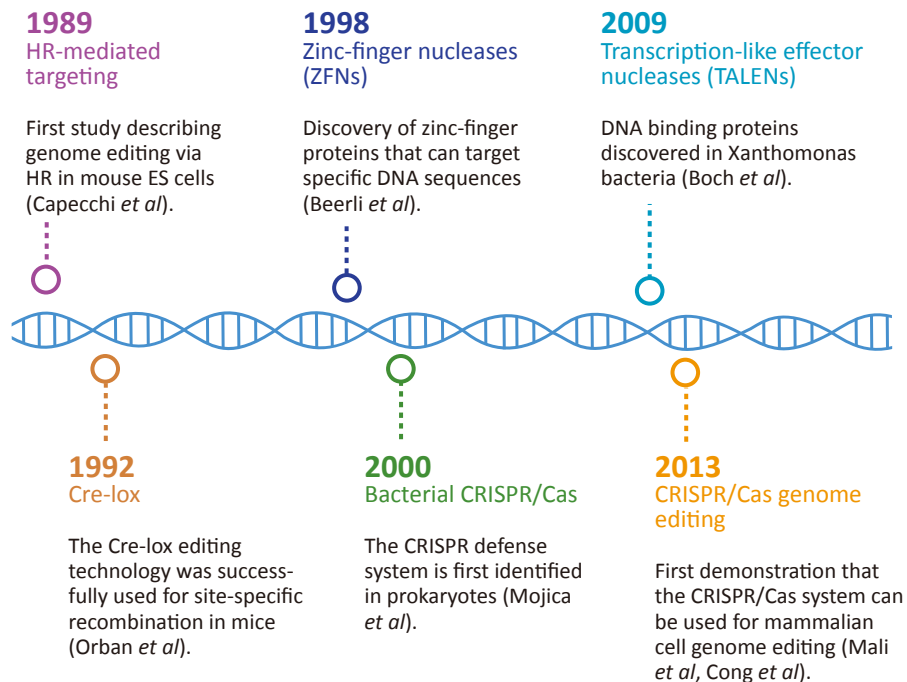 1989
HR-mediated
targeting
First study describing
genome editing via
HR in mouse ES cells
(Capecchi et al).
1998
Zinc-finger nucleases
(ZFNs)
Discovery of zinc-finger
proteins that can target
specific DNA sequences
(Beerli et al).
2009
Transcription-like effector
nucleases (TALENs)
DNA binding proteins
discovered in Xanthomonas
bacteria (Boch et al).
1992
Cre-lox
The Cre-lox editing
technology was success-
fully used for site-specific
recombination in mice
(Orban et al).
2000
Bacterial CRISPR/Cas
The CRISPR defense
system is first identified
in prokaryotes (Mojica
et al).
2013
CRISPR/Cas genome
editing
First demonstration that
the CRISPR/Cas system can
be used for mammalian
cell genome editing (Mali
et al, Cong et al).